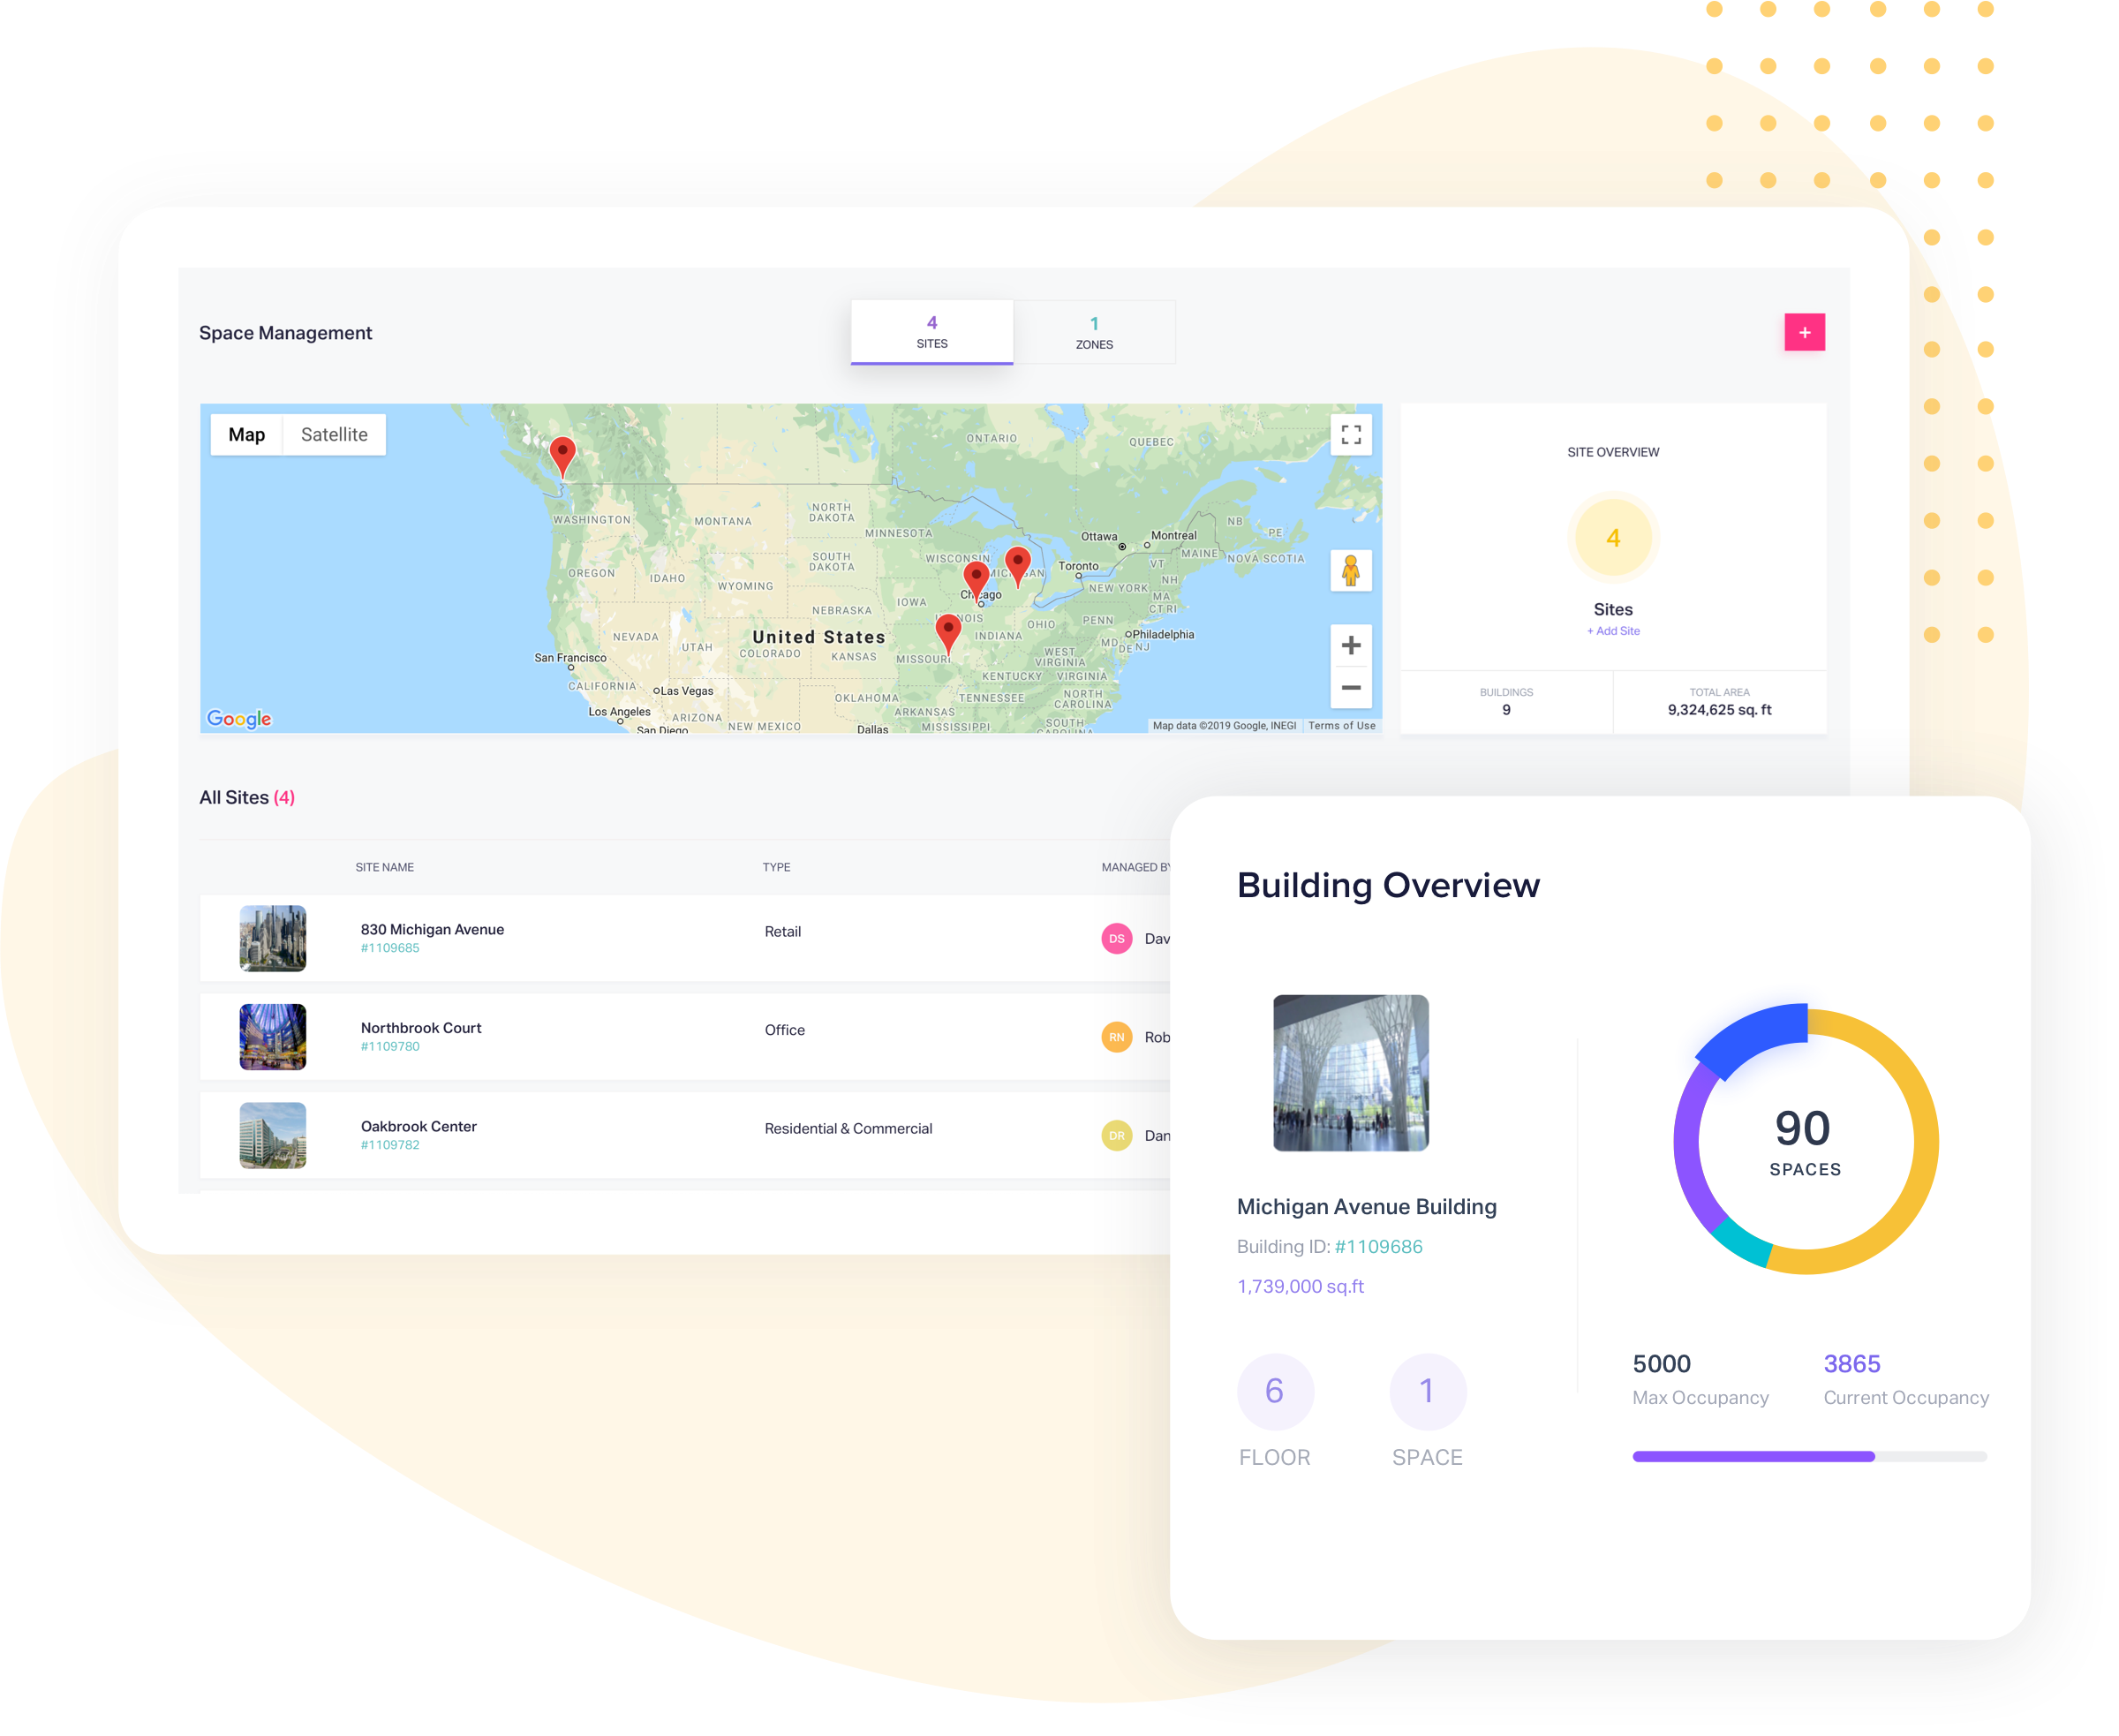 Space Management
4
SITES
1
ZONES
+
Map
Satellite
ONTARIO
QUEBEC
WASHINGTON
MONTANA
NORTH
DAKOTA
MINNESOTA
NB
PE
Ottawa
Montreal
MAINE
NOVA SCOTIA
OREGON
IDAHO
SOUTH
DAKOTA
WISCONSIN
Toronto
VT
NH
WYOMING
NEW YORK
MA
CT RI
Chicago
IOWA
NEBRASKA
NEVADA
UTAH
United States
COLORADO
KANSAS
MISSOURI
INDIANA
OHIO
PENN
MD
DE
NJ
Philadelphia
WEST
VIRGINIA
San Francisco
CALIFORNIA
Las Vegas
KENTUCKY
VIRGINIA
Los Angeles
ARIZONA
NEW MEXICO
OKLAHOMA
ARKANSAS
TENNESSEE
NORTH
CAROLINA
MISSISSIPPI
SOUTH
CAROLINA
San Diego
Dallas
Google
Map data ©2019 Google, INEGI
Terms of Use
SITE OVERVIEW
4
Sites
+ Add Site
BUILDINGS
9
TOTAL AREA
9,324,625 sq. ft
All Sites (4)
SITE NAME
TYPE
MANAGED BY
830 Michigan Avenue
#1109685
Retail
DS
Dav
Northbrook Court
#1109780
Office
RN
Rob
Oakbrook Center
#1109782
Residential & Commercial
DR
Dan
Building Overview
Michigan Avenue Building
Building ID: #1109686
1,739,000 sq.ft
6
FLOOR
1
SPACE
90
SPACES
5000
Max Occupancy
3865
Current Occupancy